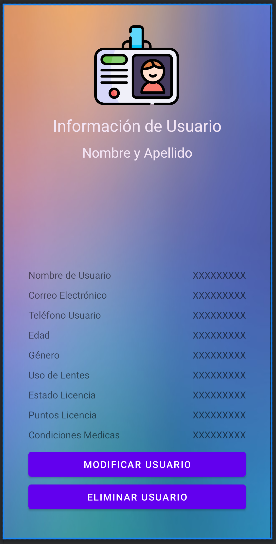 Información de Usuario
Nombre y Apellido
Nombre de Usuario XXXXXXXXX
Correo Electrónico XXXXXXXXX
Teléfono Usuario XXXXXXXXX
Edad XXXXXXXXX
Género XXXXXXXXX
Uso de Lentes XXXXXXXXX
Estado Licencia XXXXXXXXX
Puntos Licencia XXXXXXXXX
Condiciones Medicas XXXXXXXXX
MODIFICAR USUARIO
ELIMINAR USUARIO